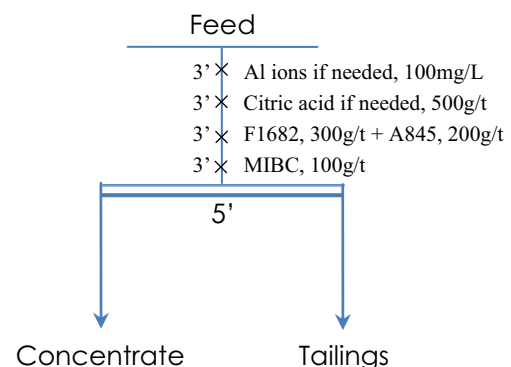 Feed
3’ × Al ions if needed, 100mg/L
3’ × Citric acid if needed, 500g/t
3’ × F1682, 300g/t + A845, 200g/t
3’ × MIBC, 100g/t
5’
Concentrate Tailings